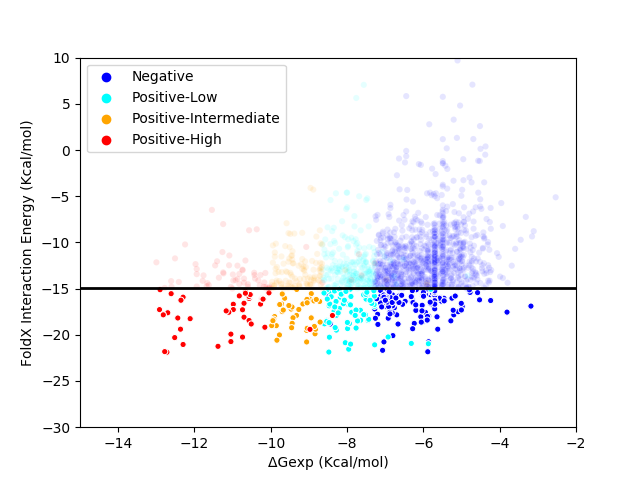 10
5
0
−5
−10
−15
−20
−25
−30
FoldX Interaction Energy (Kcal/mol)
Negative
Positive-Low
Positive-Intermediate
Positive-High
−14 −12 −10 −8 −6 −4 −2
ΔGexp (Kcal/mol)